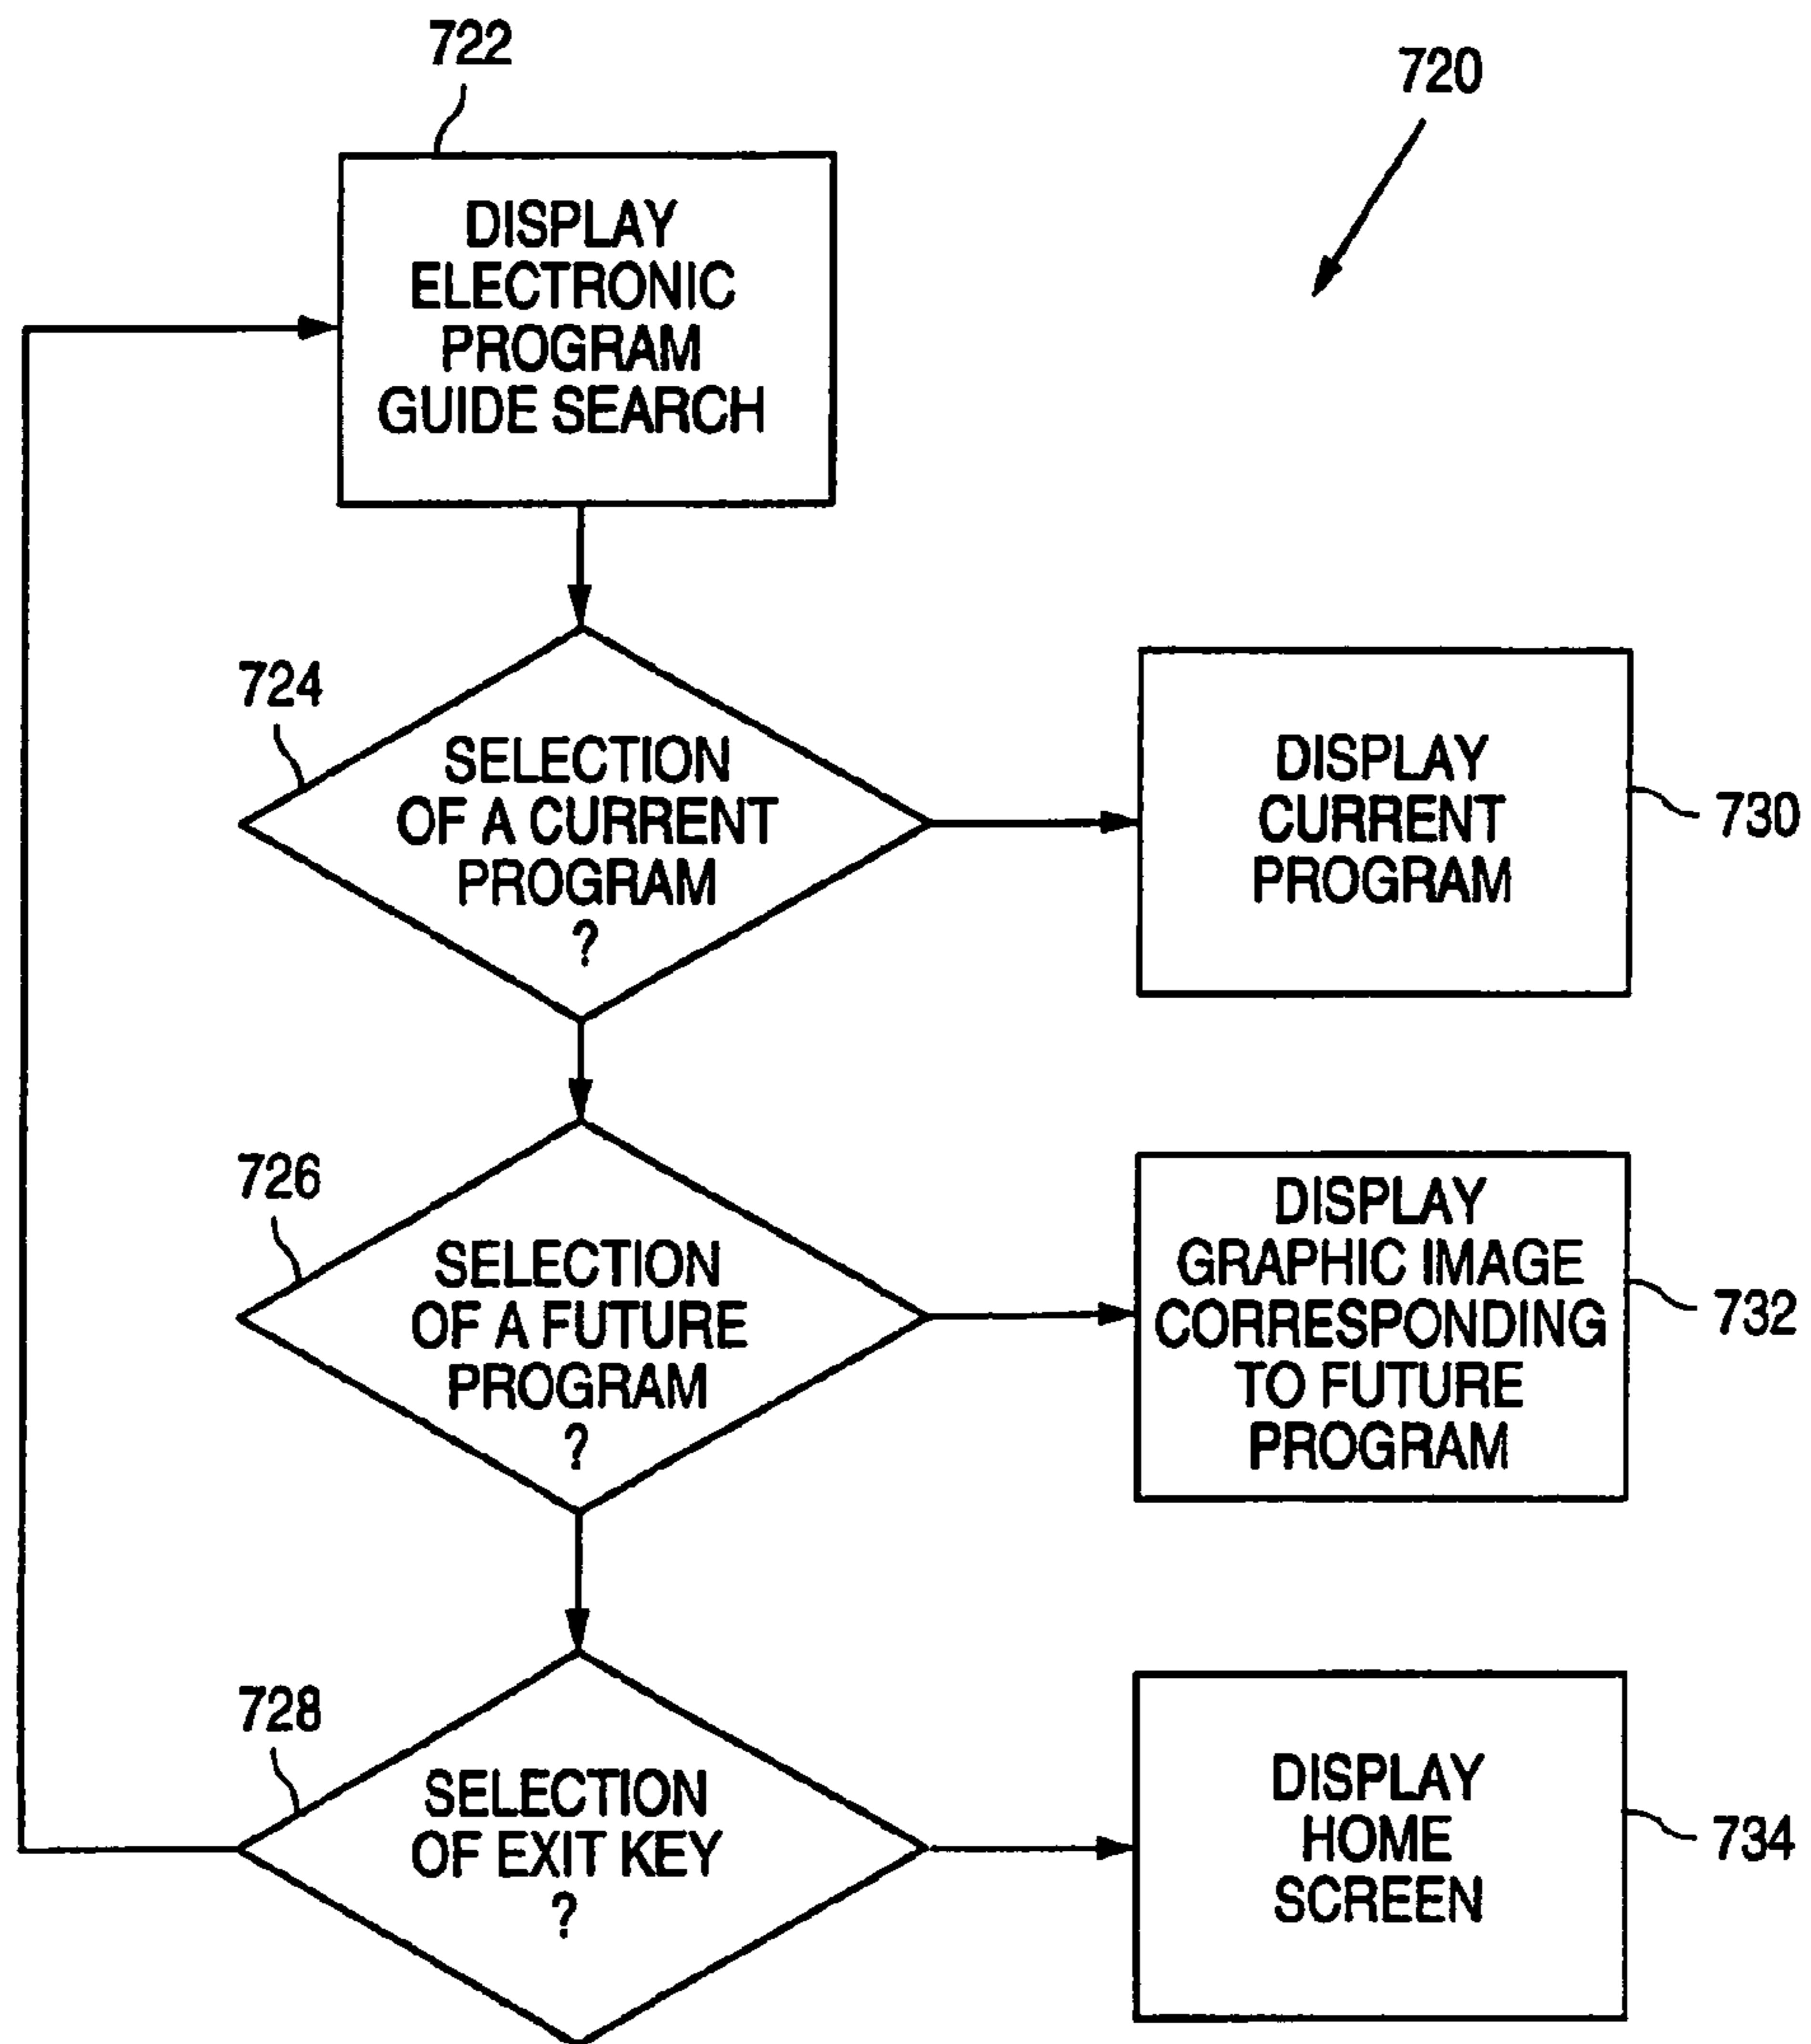 722
720
DISPLAY
ELECTRONIC
PROGRAM
GUIDE SEARCH
724
SELECTION
OF A CURRENT
PROGRAM
?
DISPLAY
CURRENT
PROGRAM
730
726
SELECTION
OF A FUTURE
PROGRAM
?
DISPLAY
GRAPHIC IMAGE
CORRESPONDING
TO FUTURE
PROGRAM
732
728
SELECTION
OF EXIT KEY
?
DISPLAY
HOME
SCREEN
734